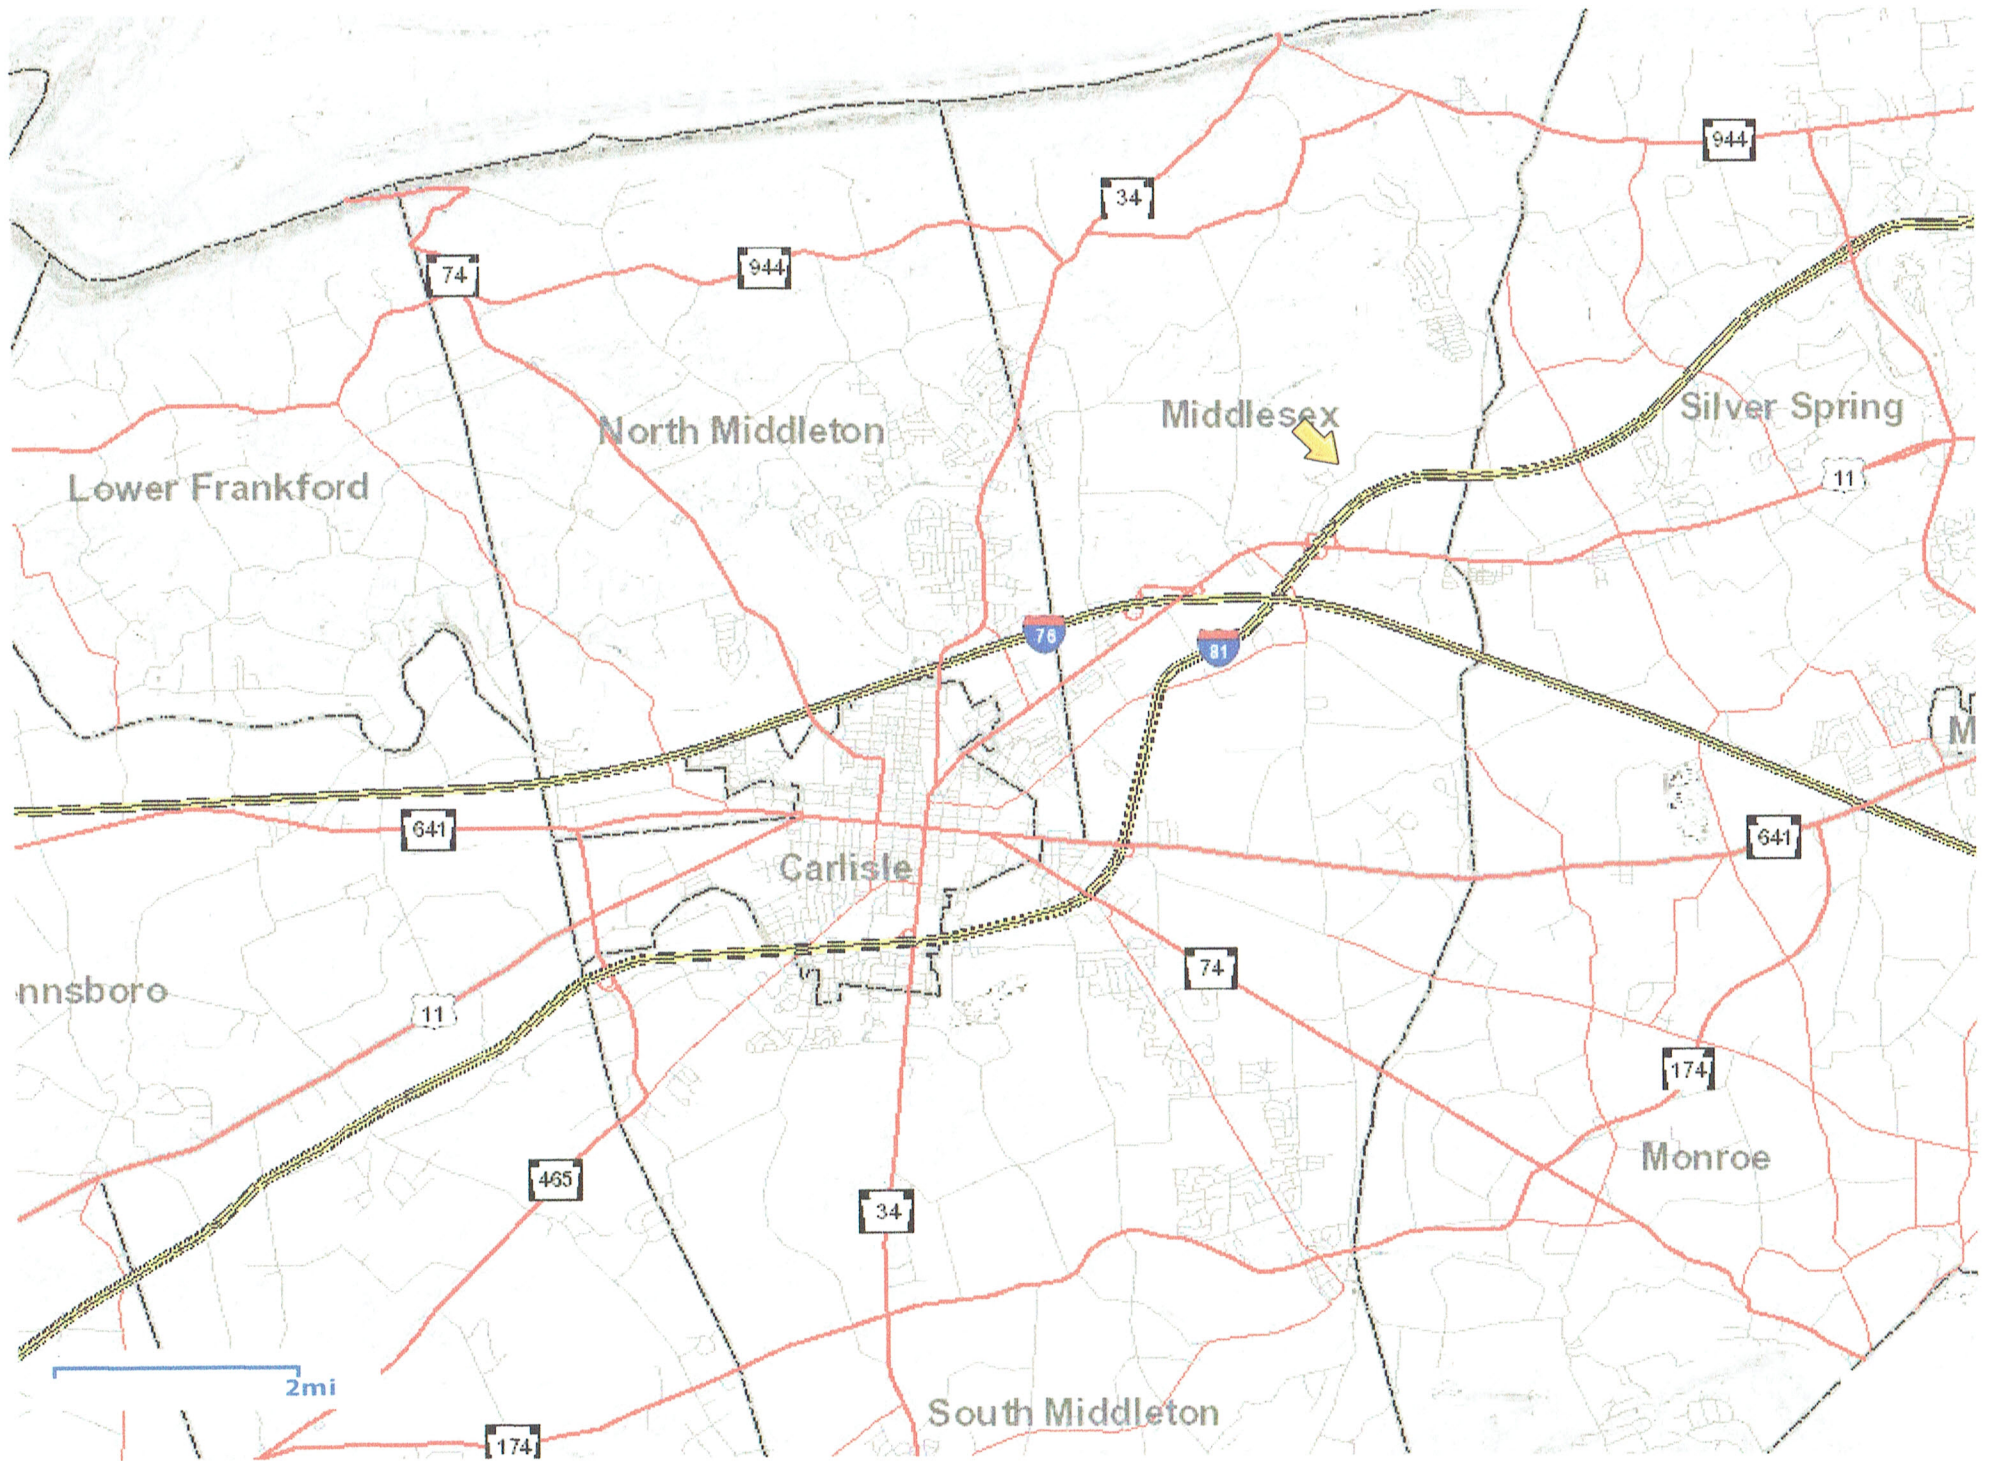 944
34
944
74
Middlesex
Silver Spring
North Middleton
11
Lower Frankford
76
81
M
641
641
Carlisle
74
nnsboro
11
174
Monroe
465
34
2mi
South Middleton
174